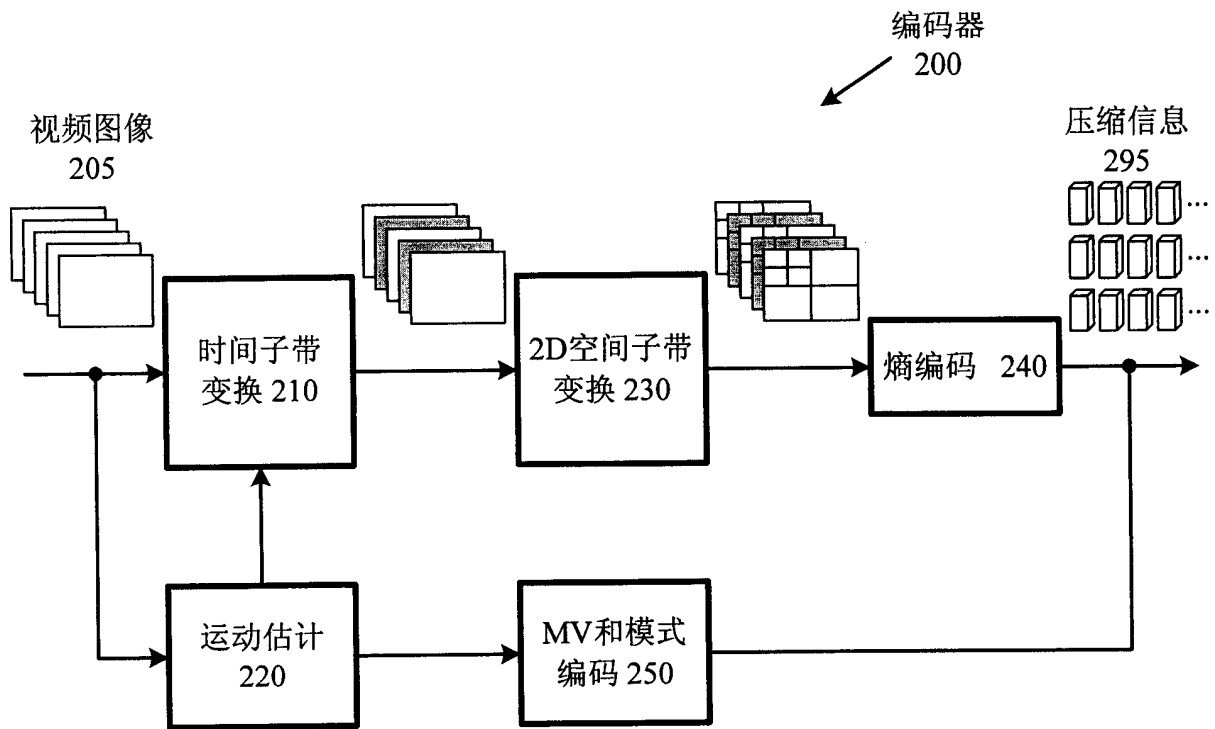 编码器
200
视频图像
205
压缩信息
295
...
...
...
时间子带
变换 210
2D空间子带
变换 230
熵编码 240
运动估计
220
MV和模式
编码 250